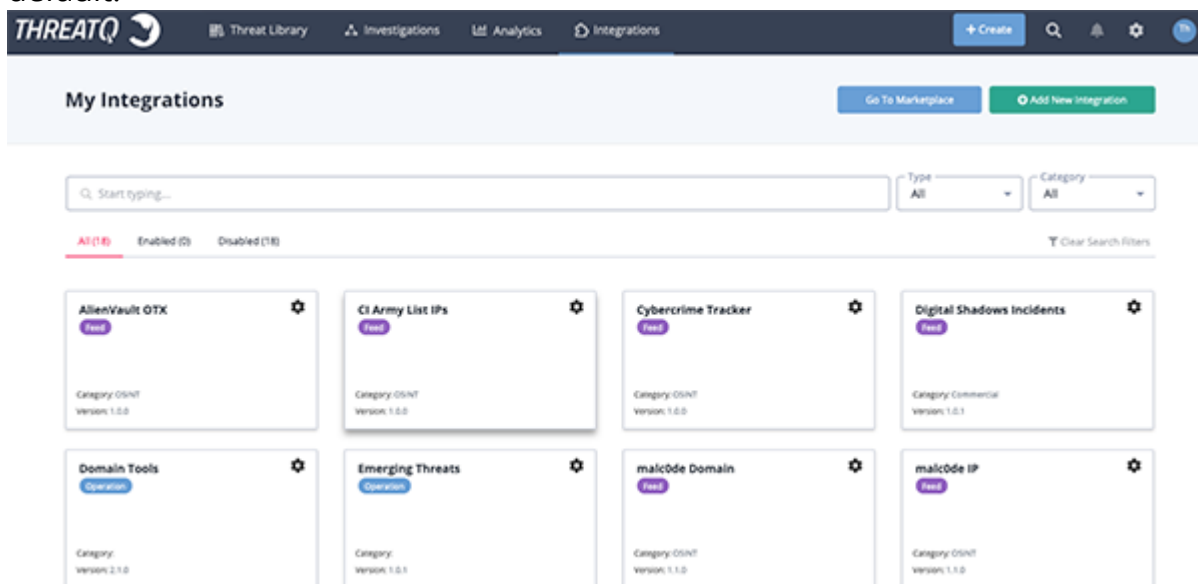 default.
THREATQ
Threat Library
Investigations
Analytics
Integrations
+ Create
Th
My Integrations
Go To Marketplace
Add New Integration
Start typing...
Type
All
Category
All
All (18)
Enabled (0)
Disabled (18)
Clear Search Filters
AlienVault OTX
Feed
Category: OSINT
Version: 1.0.0
CI Army List IPs
Feed
Category: OSINT
Version: 1.0.0
Cybercrime Tracker
Feed
Category: OSINT
Version: 1.0.0
Digital Shadows Incidents
Feed
Category: Commercial
Version: 1.0.1
Domain Tools
Operation
Category:
Version: 2.1.0
Emerging Threats
Operation
Category:
Version: 1.0.1
malc0de Domain
Feed
Category: OSINT
Version: 1.1.0
malc0de IP
Feed
Category: OSINT
Version: 1.1.0